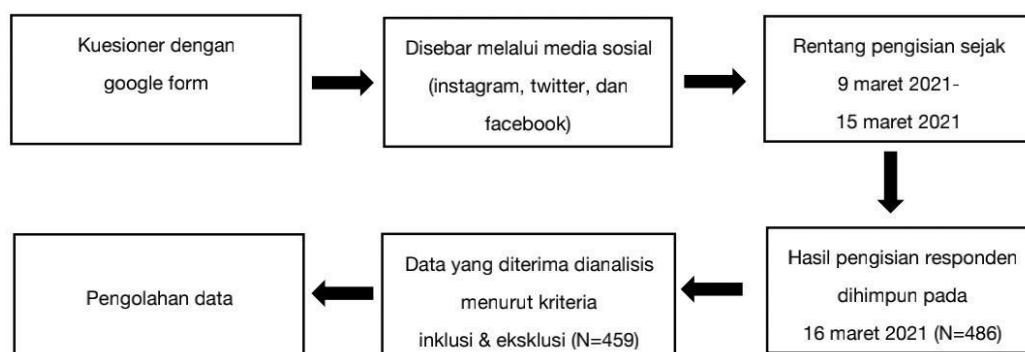 Kuesioner dengan
google form
Disebar melalui media sosial
(instagram, twitter, dan
facebook)
Rentang pengisian sejak
9 maret 2021-
15 maret 2021
Hasil pengisian responden
dihimpun pada
16 maret 2021 (N=486)
Data yang diterima dianalisis
menurut kriteria
inklusi & eksklusi (N=459)
Pengolahan data